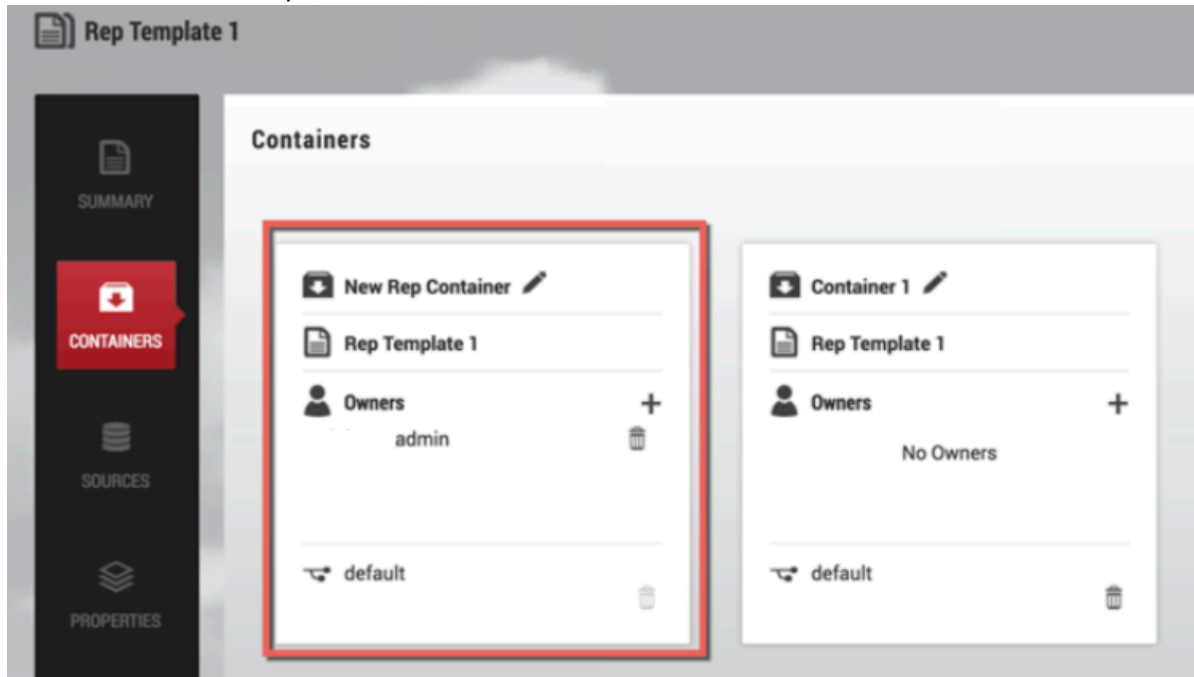 Rep Template 1
SUMMARY
CONTAINERS
SOURCES
PROPERTIES
Containers
New Rep Container
Rep Template 1
Owners
admin
default
Container 1
Rep Template 1
Owners
No Owners
default